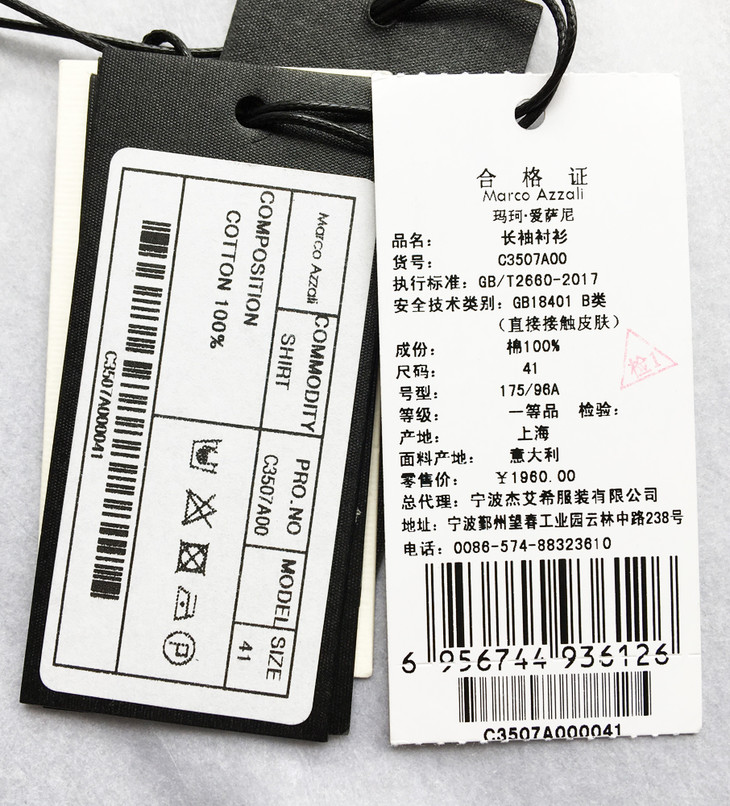 Marco Azzali
COMMODITY
SHIRT
PRO.NO
C3507A00
MODEL
SIZE
41
COMPOSITION
COTTON 100%
P
C3507A000041
合格证
Marco Azzali
玛珂·爱萨尼
品名： 长袖衬衫
货号： C3507A00
执行标准：GB/T2660-2017
安全技术类别：GB18401 B类
（直接接触皮肤）
成份： 棉100%
尺码： 41
号型： 175/96A
等级： 一等品 检验：
产地： 上海
面料产地： 意大利
零售价： ￥1960.00
总代理：宁波杰艾希服装有限公司
地址：宁波鄞州望春工业园云林中路238号
电话：0086-574-88323610
6 956744 936126
C3507A000041